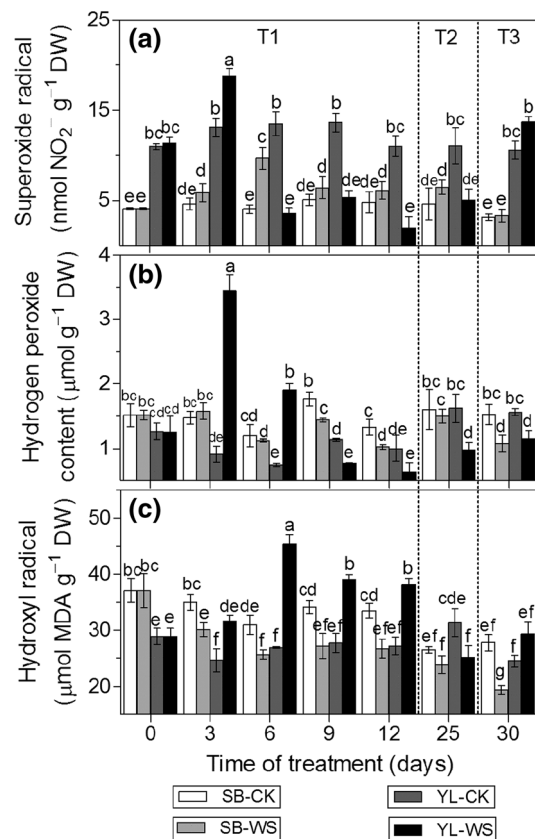 (a)
T1
T2
T3
Superoxide radical
(nmol NO₂⁻ g⁻¹ DW)
25
15
5
e e bc bc
de d b a
e c b e
d d b de
de d bc e
de d bc de
e e bc b
(b)
Hydrogen peroxide
content (μmol g⁻¹ DW)
4
3
2
1
bc bc cd cd
bc bc de a
cd d e b
b c d e
c d de f
bc c bc d
bc d bc d
(c)
Hydroxyl radical
(μmol MDA g⁻¹ DW)
50
40
30
20
bc bc e e
bc e f de
de f f a
cd ef ef b
cd ef ef b
ef f cde ef
ef g f ef
0 3 6 9 12 25 30
Time of treatment (days)
SB-CK
YL-CK
SB-WS
YL-WS